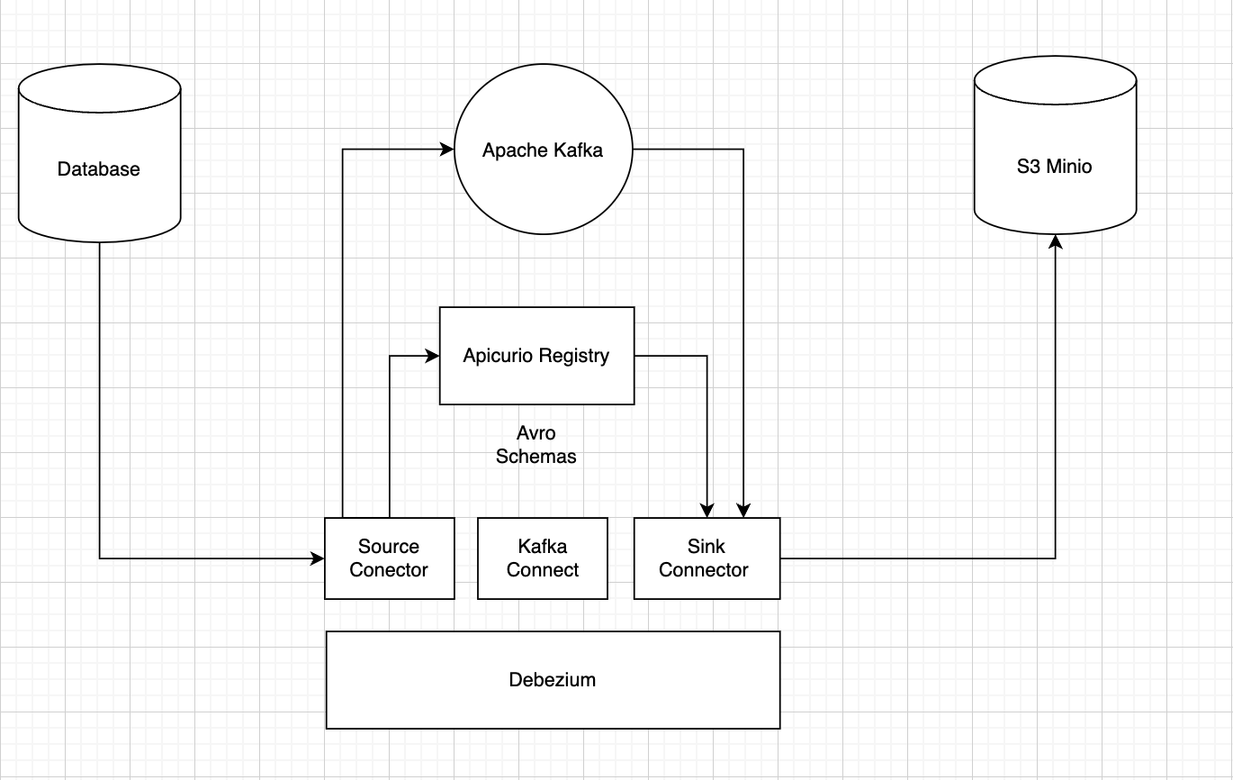 Database
Apache Kafka
S3 Minio
Apicurio Registry
Avro
Schemas
Source
Conector
Kafka
Connect
Sink
Connector
Debezium